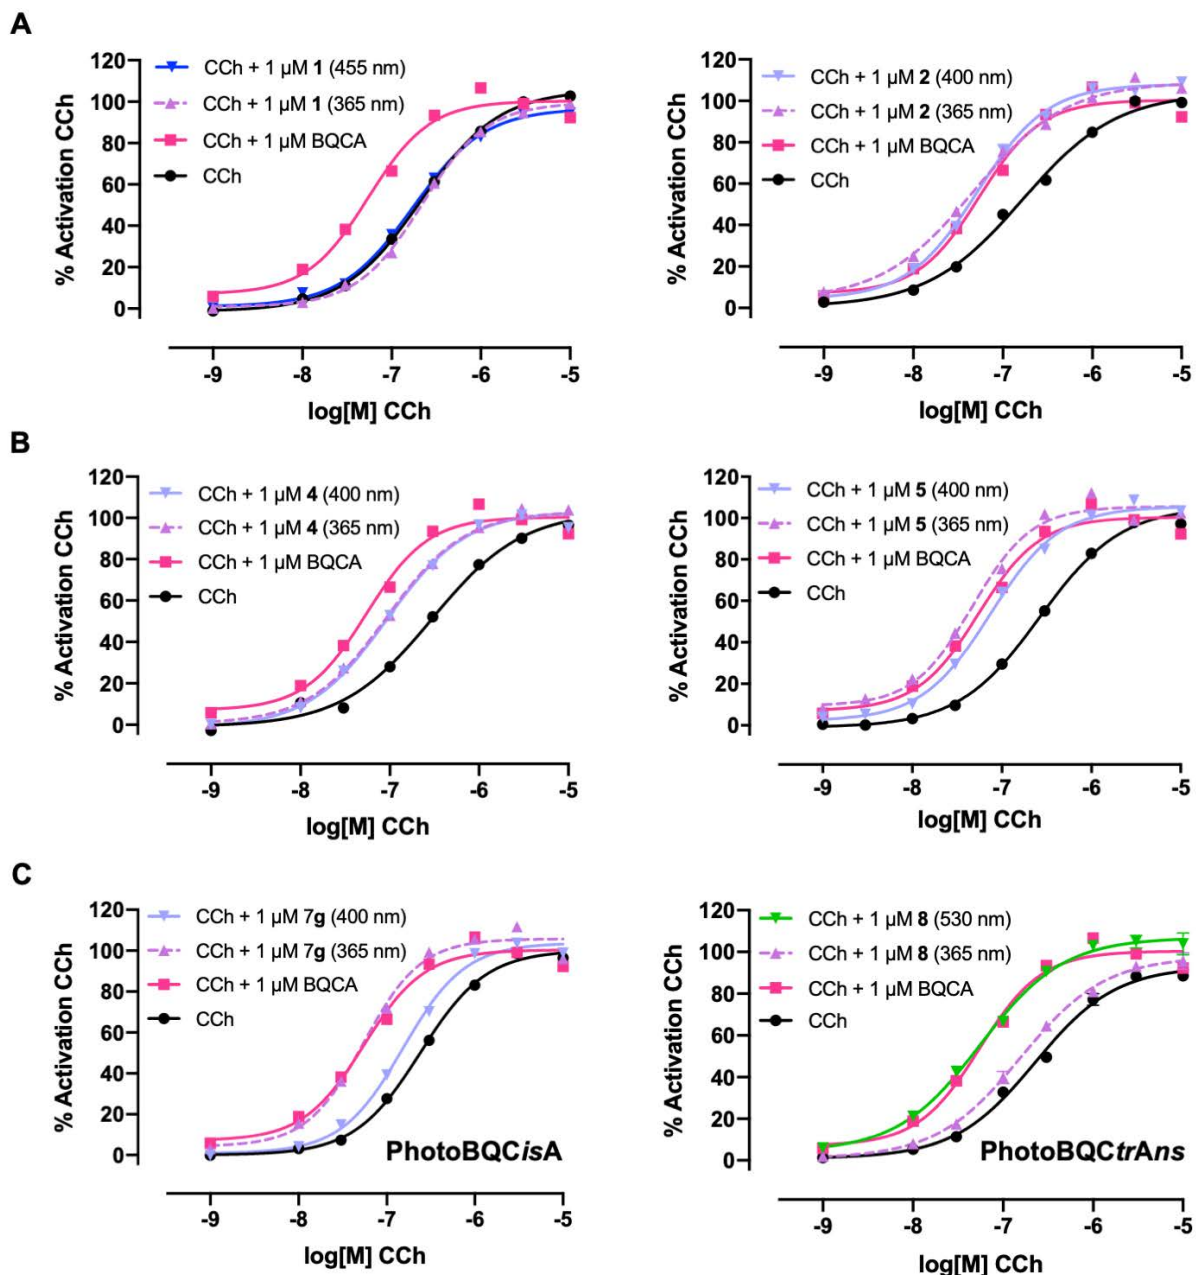 A
CCh + 1 µM 1 (455 nm)
CCh + 1 µM 1 (365 nm)
CCh + 1 µM BQCA
CCh
% Activation CCh
120
100
80
60
40
20
0
-9 -8 -7 -6 -5
log[M] CCh
CCh + 1 µM 2 (400 nm)
CCh + 1 µM 2 (365 nm)
CCh + 1 µM BQCA
CCh
% Activation CCh
120
100
80
60
40
20
0
-9 -8 -7 -6 -5
log[M] CCh
B
CCh + 1 µM 4 (400 nm)
CCh + 1 µM 4 (365 nm)
CCh + 1 µM BQCA
CCh
% Activation CCh
120
100
80
60
40
20
0
-9 -8 -7 -6 -5
log[M] CCh
CCh + 1 µM 5 (400 nm)
CCh + 1 µM 5 (365 nm)
CCh + 1 µM BQCA
CCh
% Activation CCh
120
100
80
60
40
20
0
-9 -8 -7 -6 -5
log[M] CCh
C
CCh + 1 µM 7g (400 nm)
CCh + 1 µM 7g (365 nm)
CCh + 1 µM BQCA
CCh
% Activation CCh
120
100
80
60
40
20
0
PhotoBQCisA
-9 -8 -7 -6 -5
log[M] CCh
CCh + 1 µM 8 (530 nm)
CCh + 1 µM 8 (365 nm)
CCh + 1 µM BQCA
CCh
% Activation CCh
120
100
80
60
40
20
0
PhotoBQCtrAns
-9 -8 -7 -6 -5
log[M] CCh